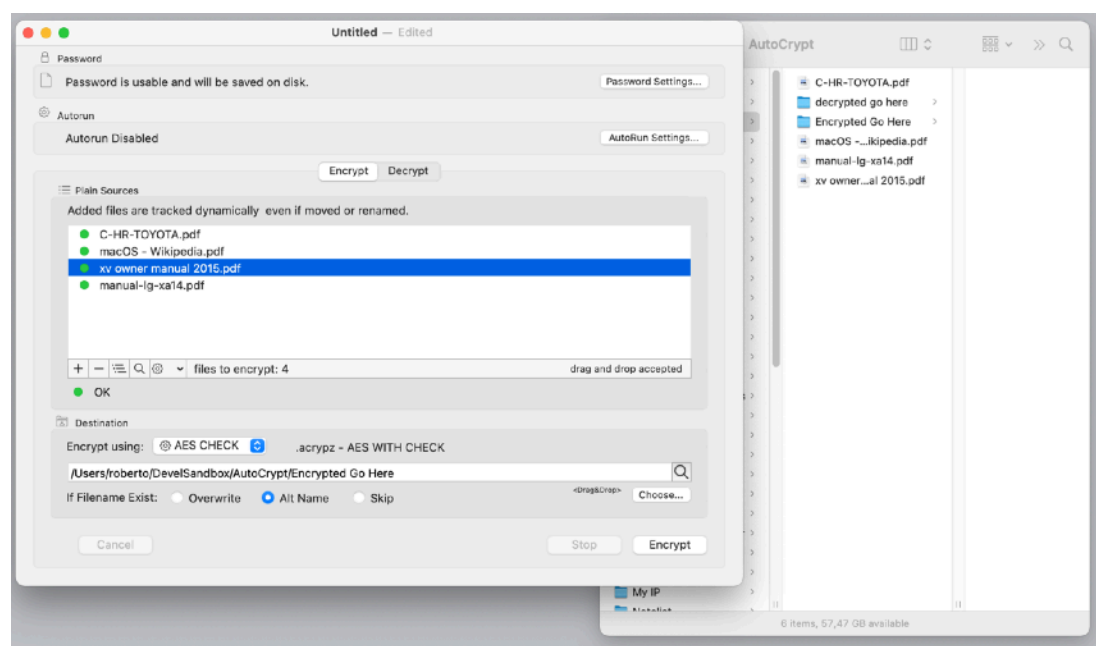 Untitled — Edited
Password
Password is usable and will be saved on disk.
Password Settings...
Autorun
Autorun Disabled
AutoRun Settings...
Encrypt
Decrypt
Plain Sources
Added files are tracked dynamically even if moved or renamed.
C-HR-TOYOTA.pdf
macOS - Wikipedia.pdf
xv owner manual 2015.pdf
manual-lg-xa14.pdf
files to encrypt: 4
drag and drop accepted
OK
Destination
Encrypt using:
AES CHECK
.acrypz - AES WITH CHECK
/Users/roberto/DevelSandbox/AutoCrypt/Encrypted Go Here
If Filename Exist:
Overwrite
Alt Name
Skip
<Drag&Drop>
Choose...
Cancel
Stop
Encrypt
AutoCrypt
C-HR-TOYOTA.pdf
decrypted go here
Encrypted Go Here
macOS -...ikipedia.pdf
manual-lg-xa14.pdf
xv owner...al 2015.pdf
My IP
6 items, 57,47 GB available